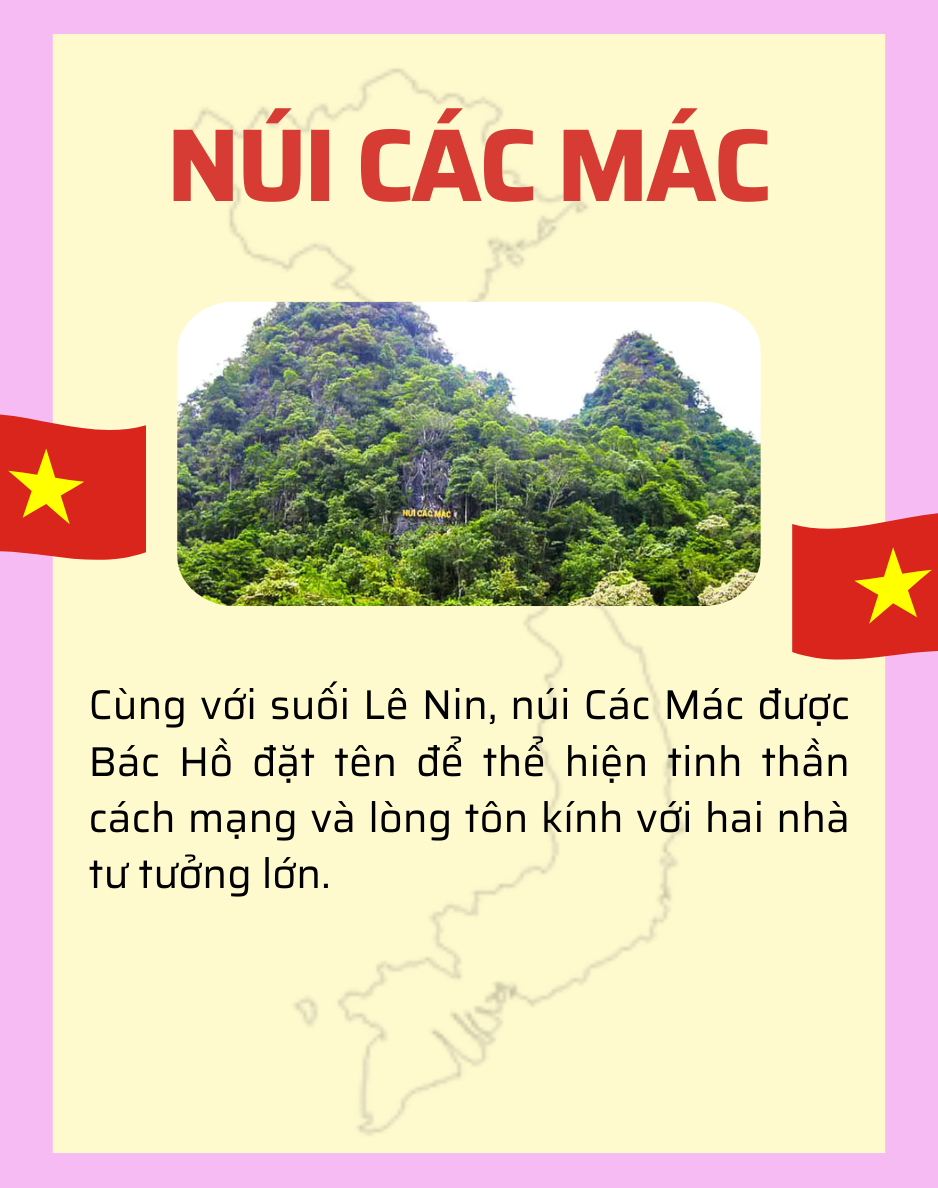 NÚI CÁC MÁC
NÚI CÁC MÁC
Cùng với suối Lê Nin, núi Các Mác được
Bác Hồ đặt tên để thể hiện tinh thần
cách mạng và lòng tôn kính với hai nhà
tư tưởng lớn.